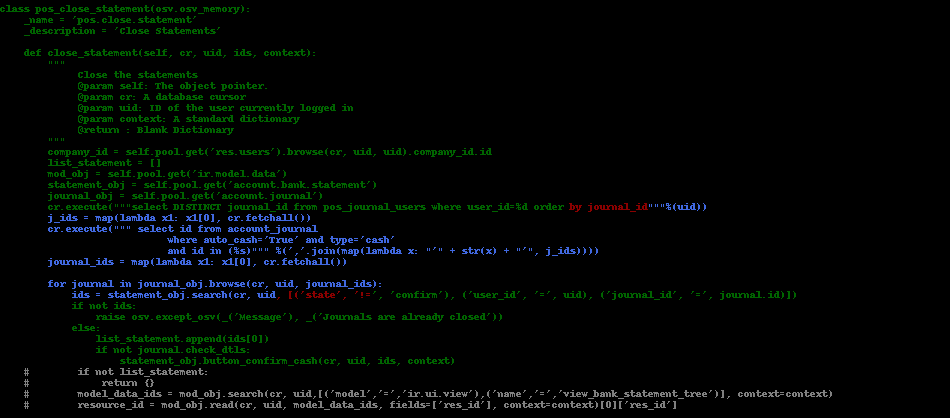 class pos_close_statement(osv.osv_memory):
    _name = 'pos.close.statement'
    _description = 'Close Statements'

    def close_statement(self, cr, uid, ids, context):
        """
             Close the statements
             @param self: The object pointer.
             @param cr: A database cursor
             @param uid: ID of the user currently logged in
             @param context: A standard dictionary
             @return : Blank Dictionary
        """
        company_id = self.pool.get('res.users').browse(cr, uid, uid).company_id.id
        list_statement = []
        mod_obj = self.pool.get('ir.model.data')
        statement_obj = self.pool.get('account.bank.statement')
        journal_obj = self.pool.get('account.journal')
        cr.execute("""select DISTINCT journal_id from pos_journal_users where user_id=%d order by journal_id"""%(uid))
        j_ids = map(lambda x1: x1[0], cr.fetchall())
        cr.execute(""" select id from account_journal
                            where auto_cash='True' and type='cash'
                            and id in (%s)""" %(','.join(map(lambda x: "'" + str(x) + "'", j_ids))))
        journal_ids = map(lambda x1: x1[0], cr.fetchall())

        for journal in journal_obj.browse(cr, uid, journal_ids):
            ids = statement_obj.search(cr, uid, [('state', '!=', 'confirm'), ('user_id', '=', uid), ('journal_id', '=', journal.id)])
            if not ids:
                raise osv.except_osv(_('Message'), _('Journals are already closed'))
            else:
                list_statement.append(ids[0])
                if not journal.check_dtls:
                    statement_obj.button_confirm_cash(cr, uid, ids, context)
    #        if not list_statement:
    #            return {}
    #        model_data_ids = mod_obj.search(cr, uid,[('model','=','ir.ui.view'),('name','=','view_bank_statement_tree')], context=context)
    #        resource_id = mod_obj.read(cr, uid, model_data_ids, fields=['res_id'], context=context)[0]['res_id']